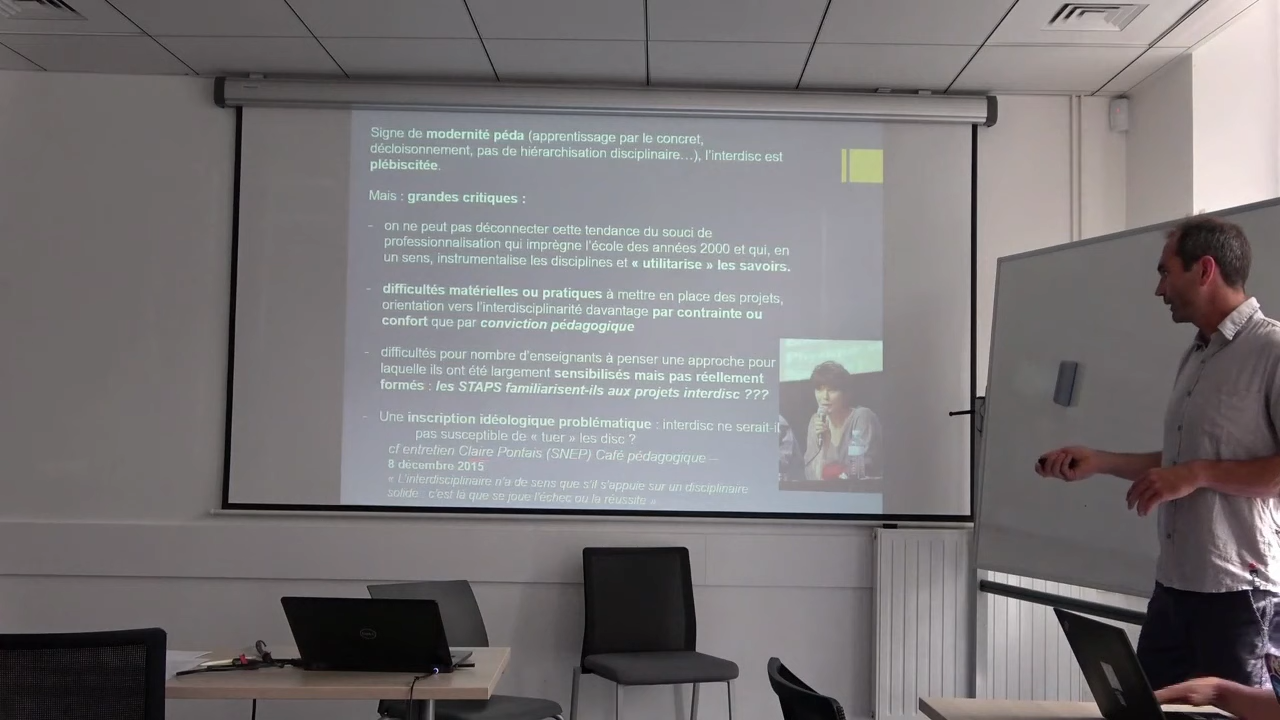 Signe de modernité péda (apprentissage par le concret,
décloisonnement, pas de hiérarchisation disciplinaire…), l'interdisc est
plébiscitée.
Mais : grandes critiques :
- on ne peut pas déconnecter cette tendance du souci de
professionnalisation qui imprègne l'école des années 2000 et qui, en
un sens, instrumentalise les disciplines et « utilitarise » les savoirs.
- difficultés matérielles ou pratiques à mettre en place des projets,
orientation vers l'interdisciplinarité davantage par contrainte ou
confort que par conviction pédagogique
- difficultés pour nombre d'enseignants à penser une approche pour
laquelle ils ont été largement sensibilisés mais pas réellement
formés : les STAPS familiarisent-ils aux projets interdisc ???
- Une inscription idéologique problématique : interdisc ne serait-il
pas susceptible de « tuer » les disc ?
cf entretien Claire Pontais (SNEP) Café pédagogique –
8 décembre 2015
« L'interdisciplinaire n'a de sens que s'il s'appuie sur un disciplinaire
solide : c'est là que se joue l'échec ou la réussite »